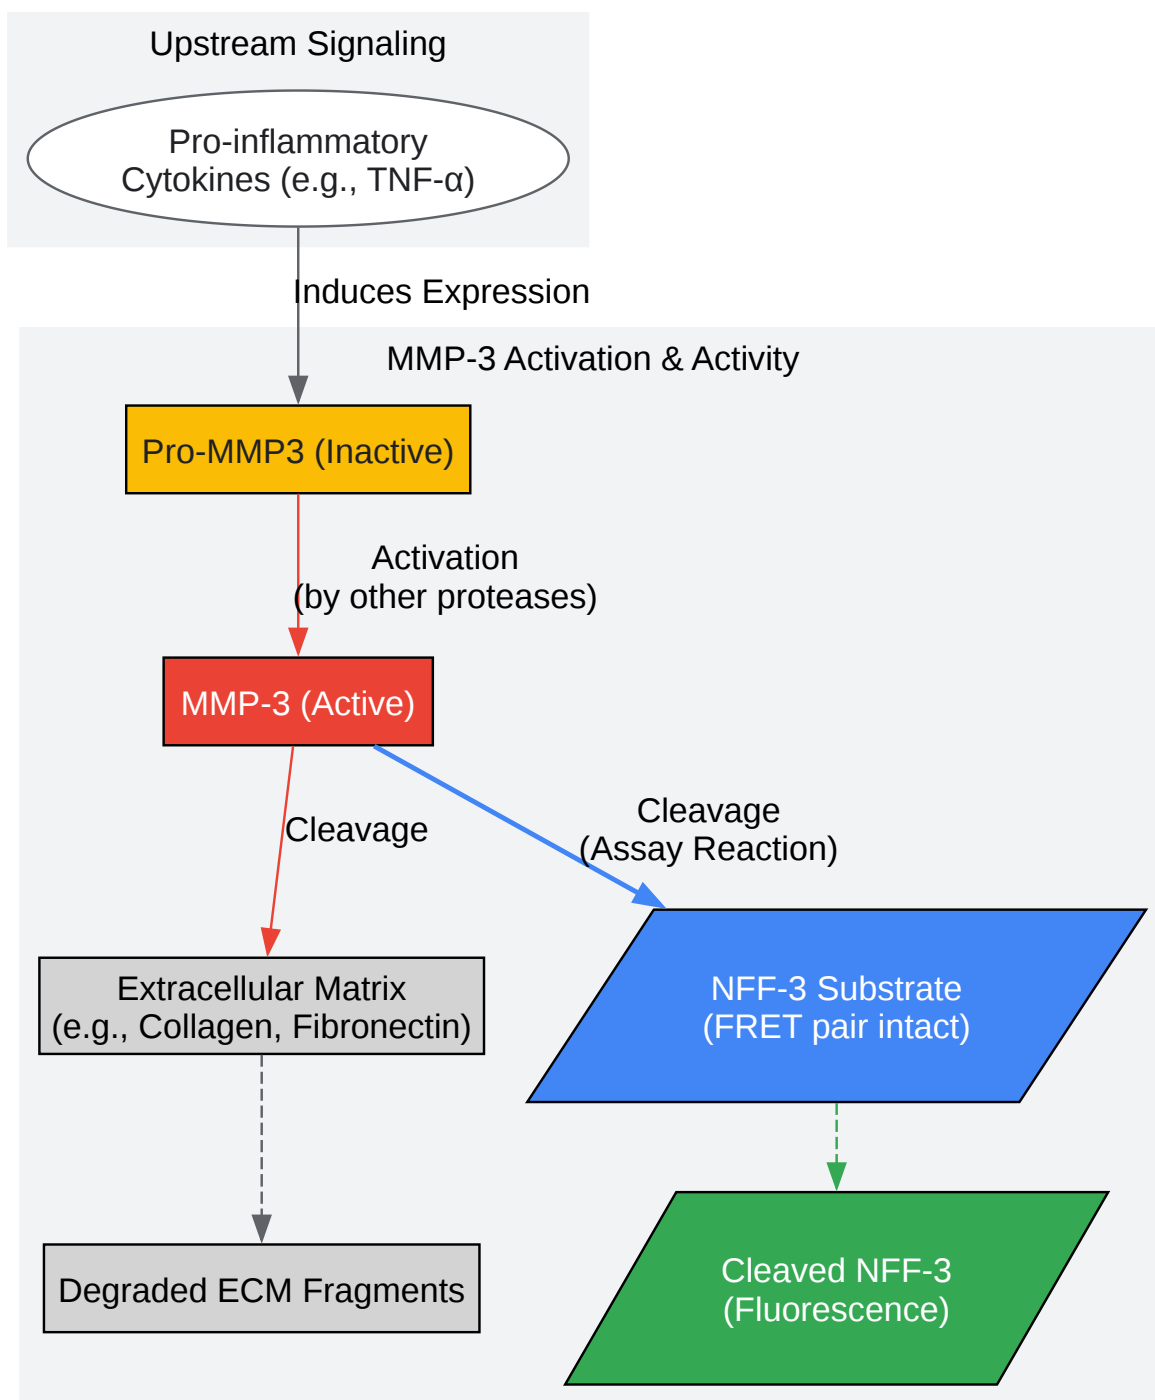 Upstream Signaling
Pro-inflammatory
Cytokines (e.g., TNF-α)
Induces Expression
MMP-3 Activation & Activity
Pro-MMP3 (Inactive)
Activation
(by other proteases)
MMP-3 (Active)
Cleavage
Cleavage
(Assay Reaction)
Extracellular Matrix
(e.g., Collagen, Fibronectin)
NFF-3 Substrate
(FRET pair intact)
Degraded ECM Fragments
Cleaved NFF-3
(Fluorescence)